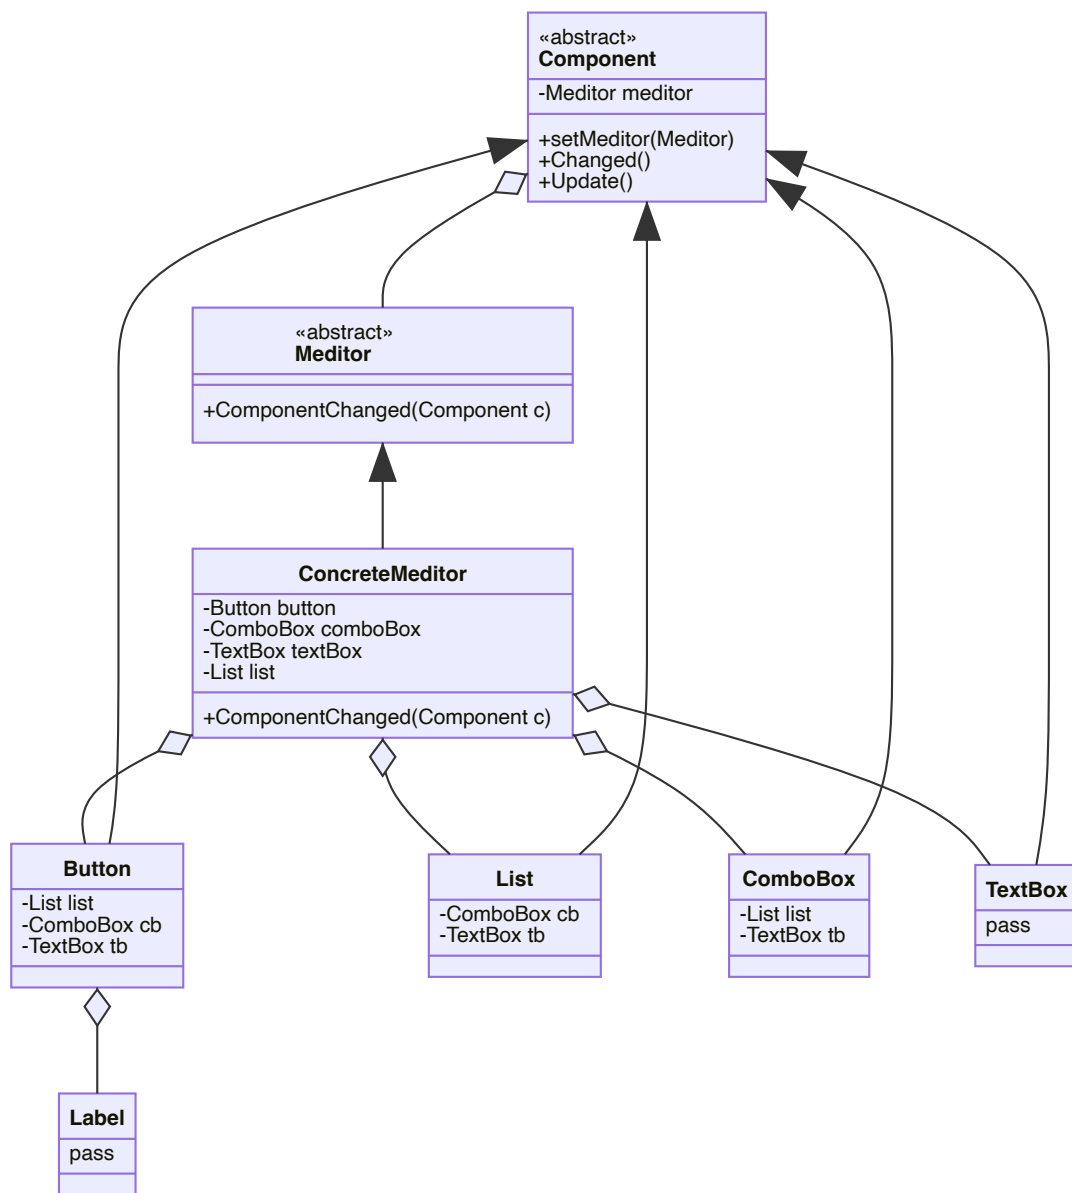 «abstract»
Component
-Meditor meditor
+setMeditor(Meditor)
+Changed()
+Update()
«abstract»
Meditor
+ComponentChanged(Component c)
ConcreteMeditor
-Button button
-ComboBox comboBox
-TextBox textBox
-List list
+ComponentChanged(Component c)
Button
-List list
-ComboBox cb
-TextBox tb
List
-ComboBox cb
-TextBox tb
ComboBox
-List list
-TextBox tb
TextBox
pass
Label
pass